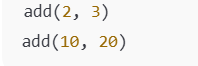 add(2, 3)
add(10, 20)